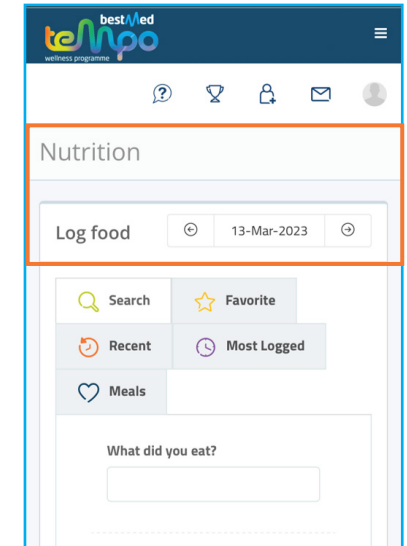 bestMed
teMpo
wellness programme
Nutrition
Log food
13-Mar-2023
Search
Favorite
Recent
Most Logged
Meals
What did you eat?